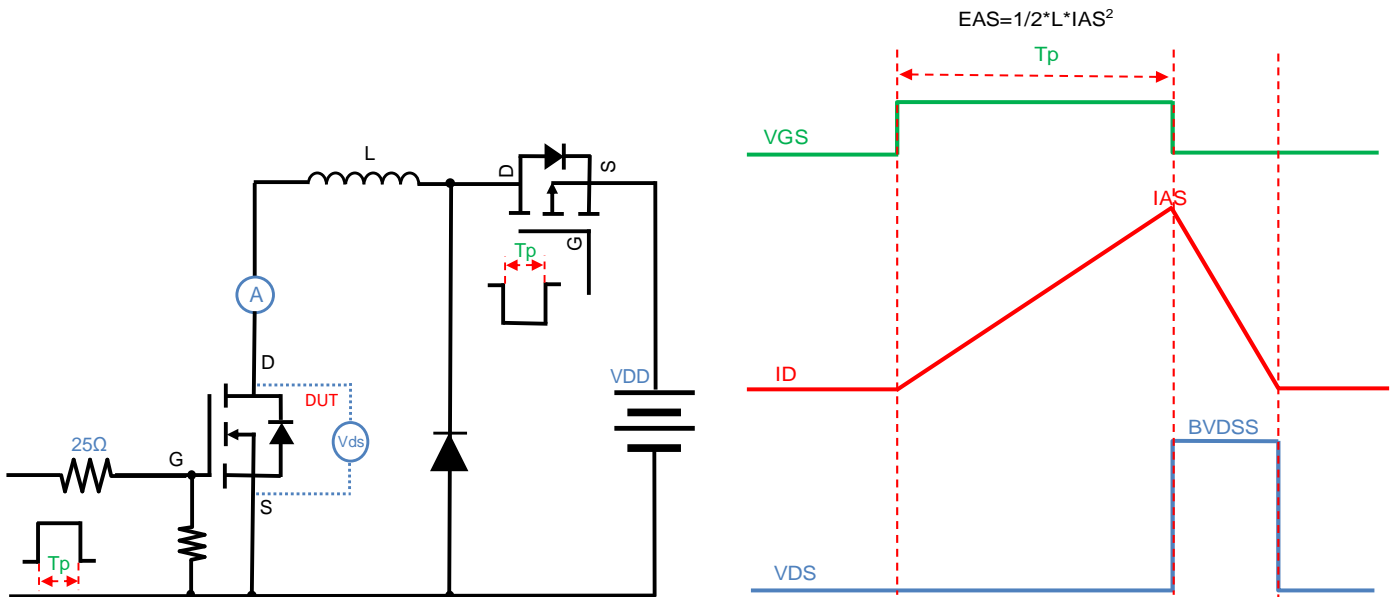 EAS=1/2*L*IAS²
Tp
VGS
L
D
S
G
Tp
IAS
A
D
VDD
DUT
ID
25Ω
G
Vds
BVDSS
S
Tp
VDS